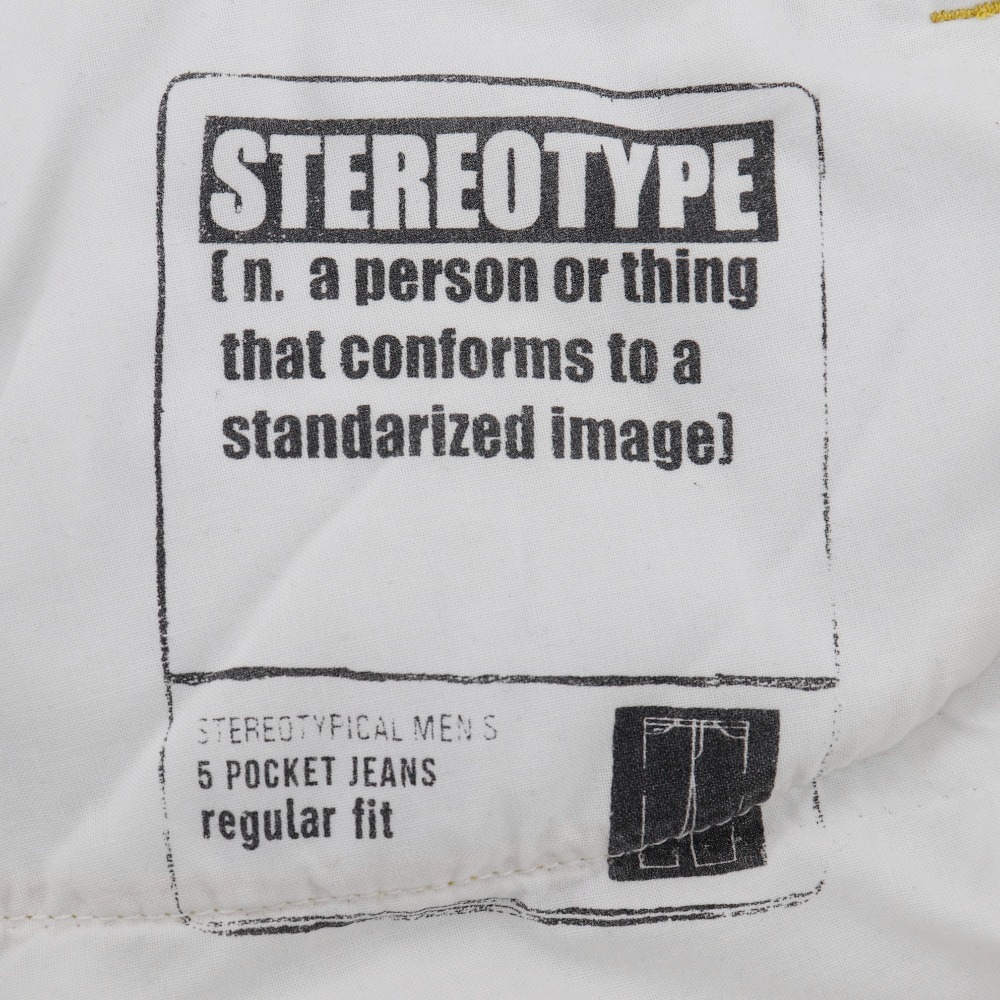 STEREOTYPE
( n. a person or thing
that conforms to a
standarized image)
STEREOTYPICAL MEN S
5 POCKET JEANS
regular fit